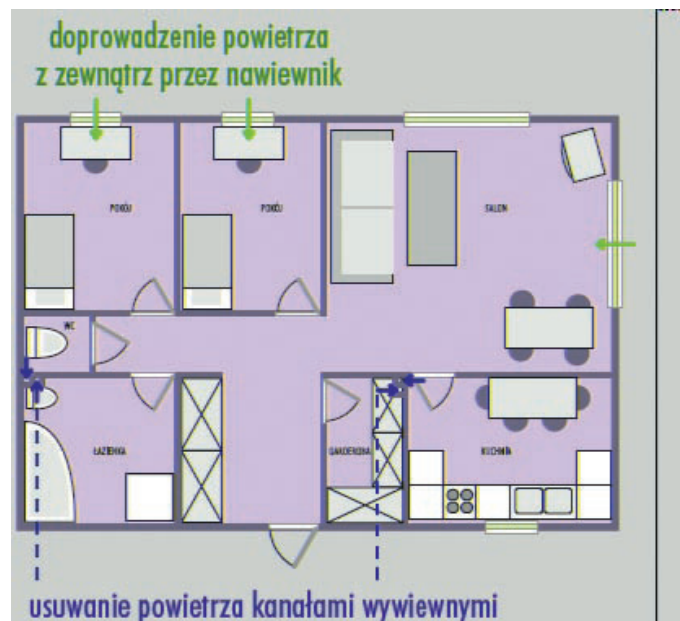 doprowadzenie powietrza
z zewnątrz przez nawiewnik
POKÓJ
POKÓJ
SALON
WC
ŁAZIENKA
GARDEROBA
KUCHNIA
usuwanie powietrza kanałami wywiewnymi